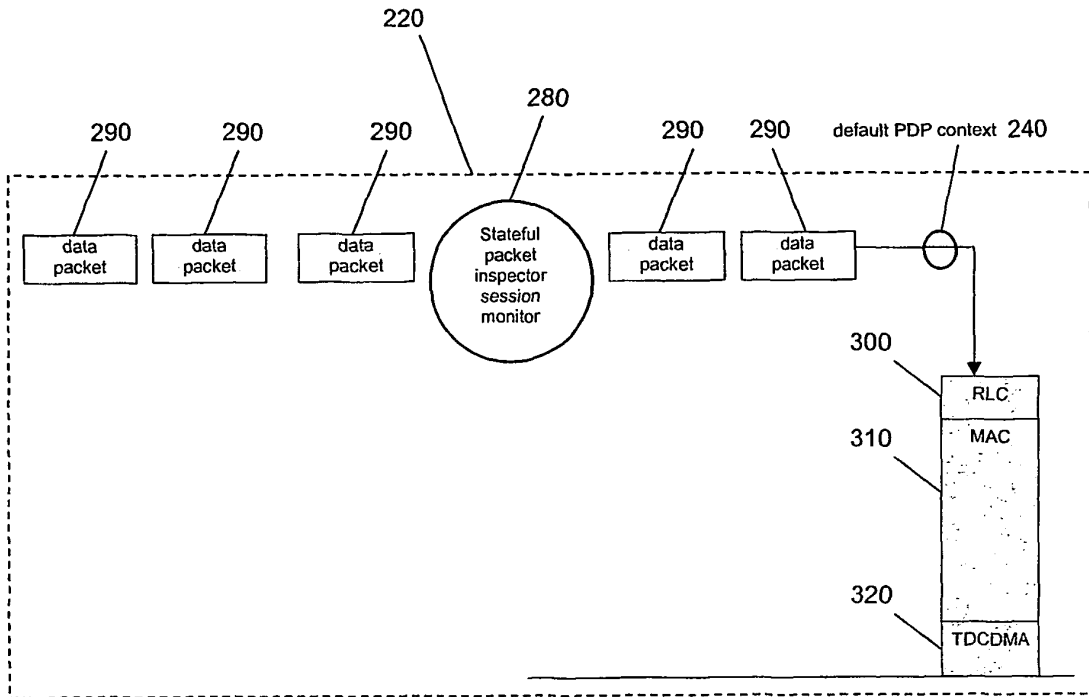 220
280
290 290 290 290 290 default PDP context 240
data packet
data packet
data packet
Stateful
packet
inspector
session
monitor
data packet
data packet
300
RLC
310
MAC
320
TDCDMA